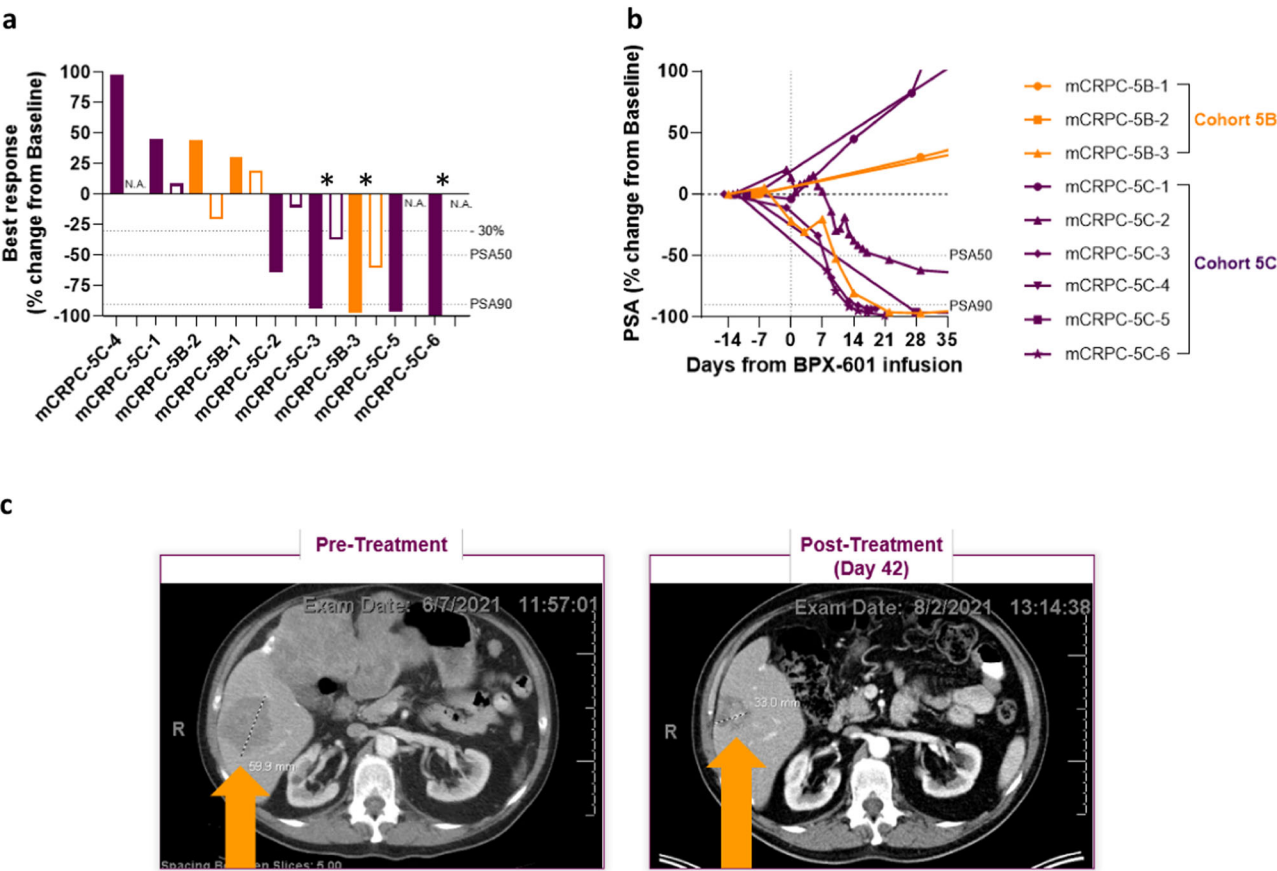 a
Best response
(% change from Baseline)
100
75
50
25
0
-25
-50
-75
-100
N.A.
* * *
N.A.
N.A.
- 30%
PSA50
PSA90
mCRPC-5C-4
mCRPC-5C-1
mCRPC-5B-2
mCRPC-5B-1
mCRPC-5C-2
mCRPC-5C-3
mCRPC-5B-3
mCRPC-5C-5
mCRPC-5C-6
b
PSA (% change from Baseline)
100
50
0
-50
-100
PSA50
PSA90
-14 -7 0 7 14 21 28 35
Days from BPX-601 infusion
mCRPC-5B-1
mCRPC-5B-2
mCRPC-5B-3
Cohort 5B
mCRPC-5C-1
mCRPC-5C-2
mCRPC-5C-3
mCRPC-5C-4
mCRPC-5C-5
mCRPC-5C-6
Cohort 5C
c
Pre-Treatment
Exam Date: 6/7/2021 11:57:01
R
59.9 mm
Spacing Between Slices: 5.00
Post-Treatment
(Day 42)
Exam Date: 8/2/2021 13:14:38
R
33.0 mm